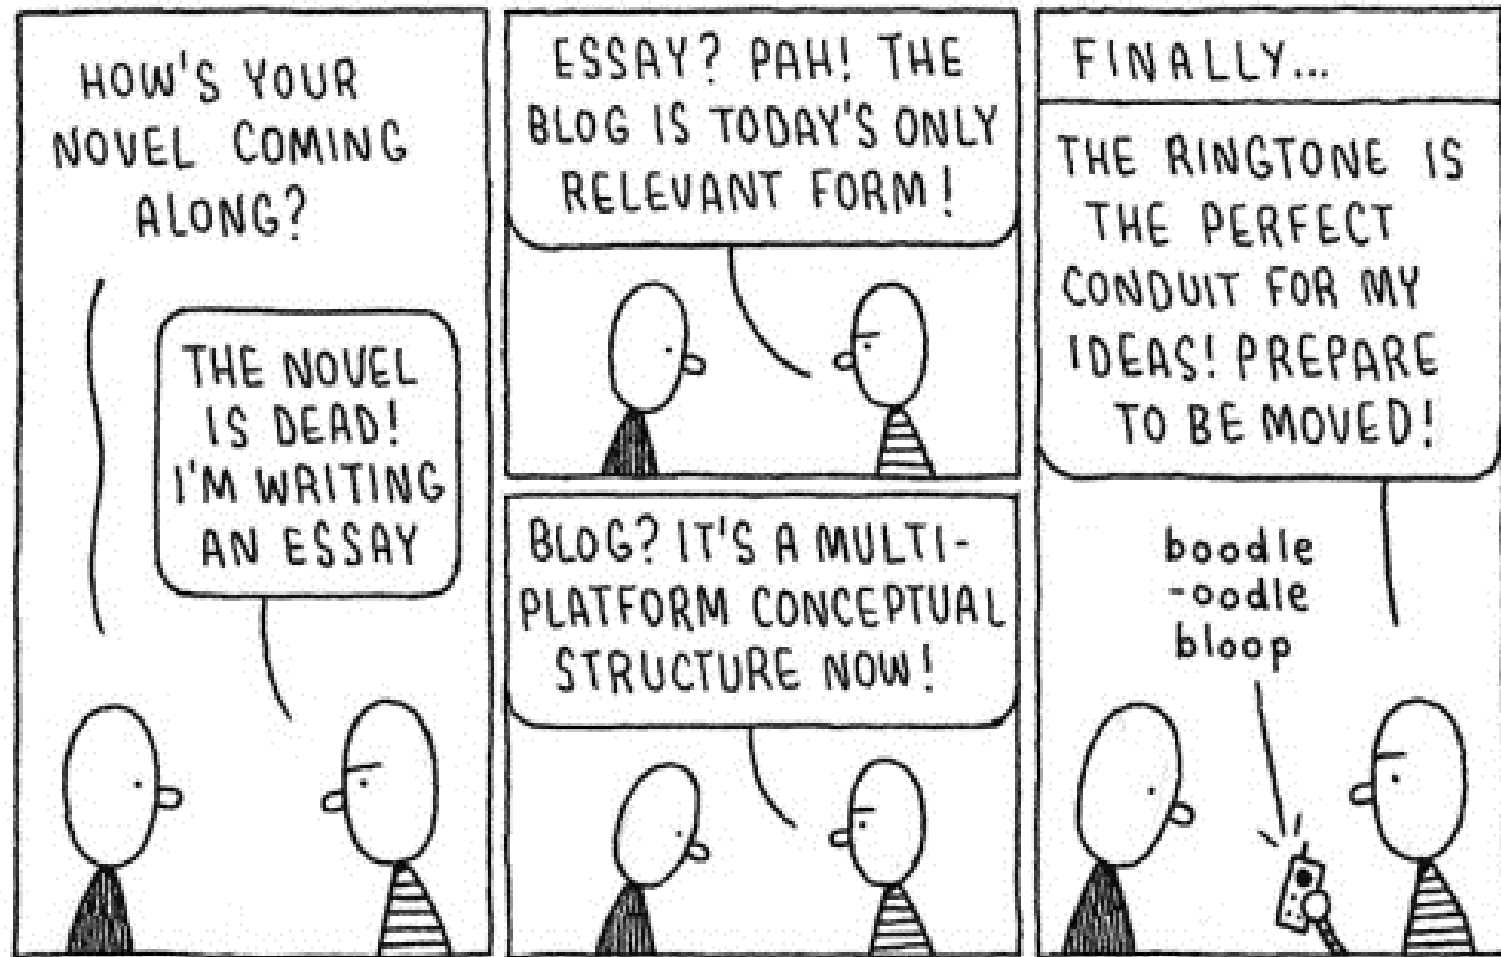 HOW'S YOUR
NOVEL COMING
ALONG?
THE NOVEL
IS DEAD!
I'M WRITING
AN ESSAY
ESSAY? PAH! THE
BLOG IS TODAY'S ONLY
RELEVANT FORM!
BLOG? IT'S A MULTI-
PLATFORM CONCEPTUAL
STRUCTURE NOW!
FINALLY...
THE RINGTONE IS
THE PERFECT
CONDUIT FOR MY
IDEAS! PREPARE
TO BE MOVED!
boodle
-oodle
bloop